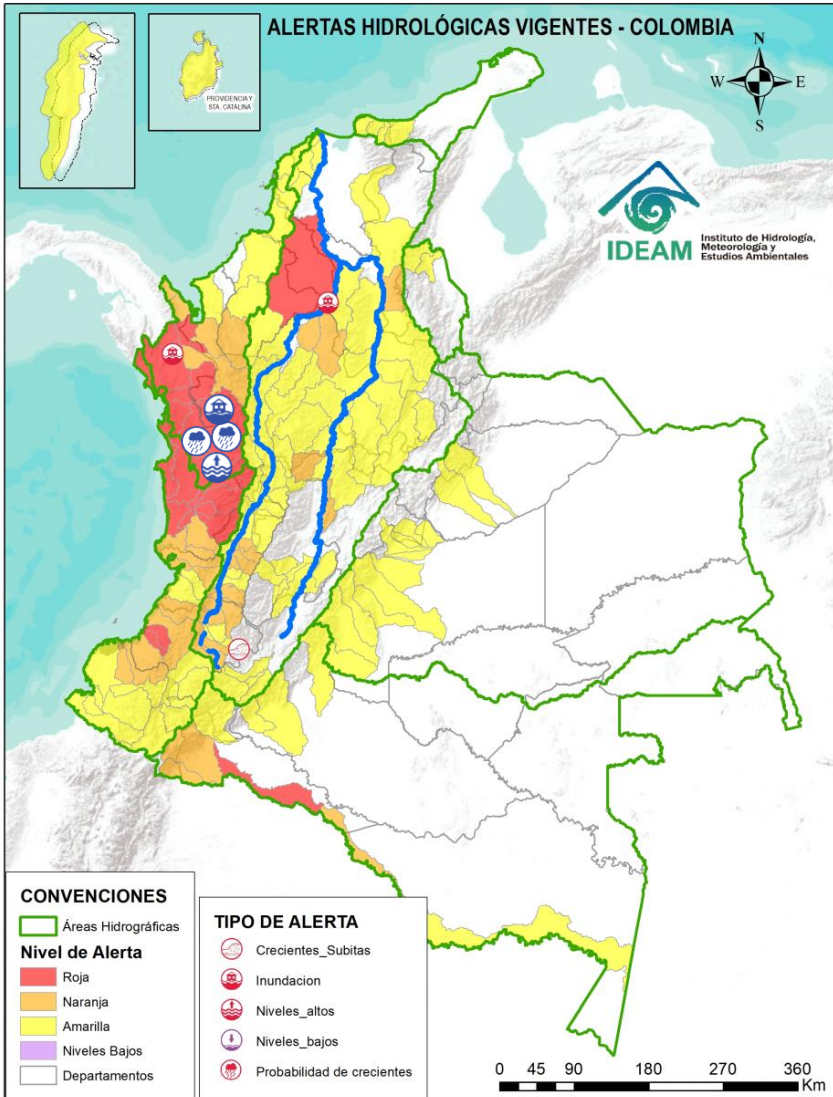 ALERTAS HIDROLÓGICAS VIGENTES - COLOMBIA
PROVIDENCIA Y
STA. CATALINA
N
W
E
S
IDEAM
Instituto de Hidrología,
Meteorología y
Estudios Ambientales
CONVENCIONES
Áreas Hidrográficas
Nivel de Alerta
Roja
Naranja
Amarilla
Niveles Bajos
Departamentos
TIPO DE ALERTA
Crecientes_Subitas
Inundacion
Niveles_altos
Niveles_bajos
Probabilidad de crecientes
0 45 90 180 270 360
Km